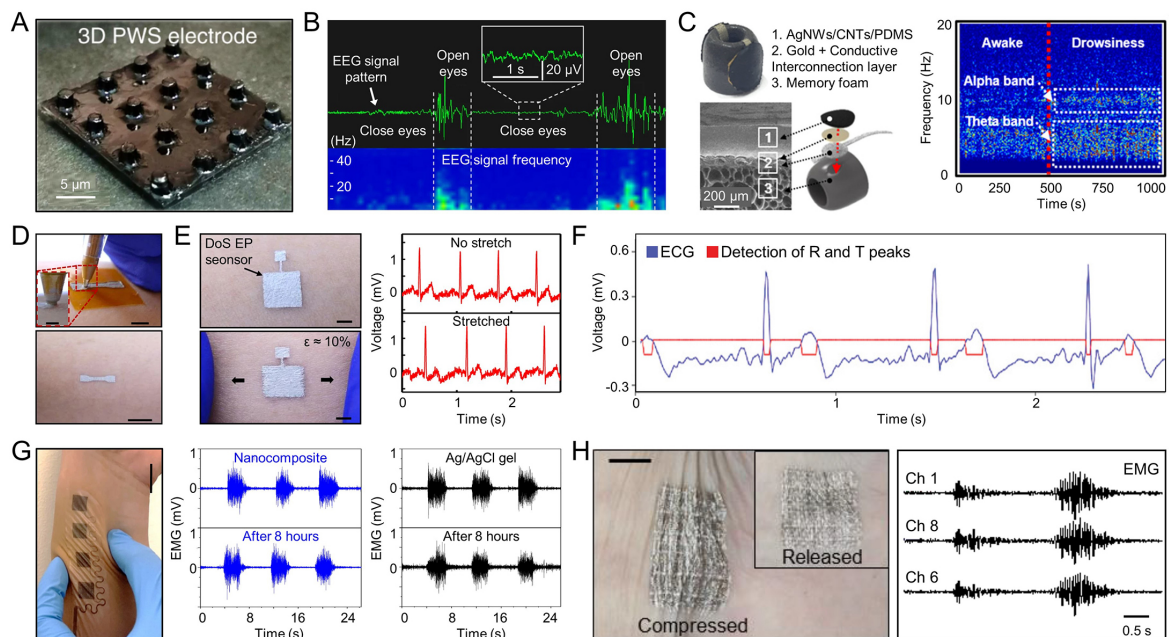 A
3D PWS electrode
5 μm
B
EEG signal
pattern
Open
eyes
1 s
20 μV
Open
eyes
Close eyes
Close eyes
(Hz)
40
20
EEG signal frequency
C
1. AgNWs/CNTs/PDMS
2. Gold + Conductive
Interconnection layer
3. Memory foam
1
2
3
200 μm
Frequency (Hz)
20
10
0
Awake
Drowsiness
Alpha band
Theta band
0
250
500
750
1000
Time (s)
D
E
DoS EP
seonsor
ε ≈ 10%
Voltage (mV)
No stretch
1
0
Stretched
1
0
0
1
2
Time (s)
F
Voltage (mV)
0.6
0.3
0
-0.3
ECG
Detection of R and T peaks
0
1
2
Time (s)
G
EMG (mV)
Nanocomposite
1
0
After 8 hours
1
0
0
8
16
24
Time (s)
EMG (mV)
Ag/AgCl gel
1
0
After 8 hours
1
0
0
8
16
24
Time (s)
H
Compressed
Released
EMG
Ch 1
Ch 8
Ch 6
0.5 s